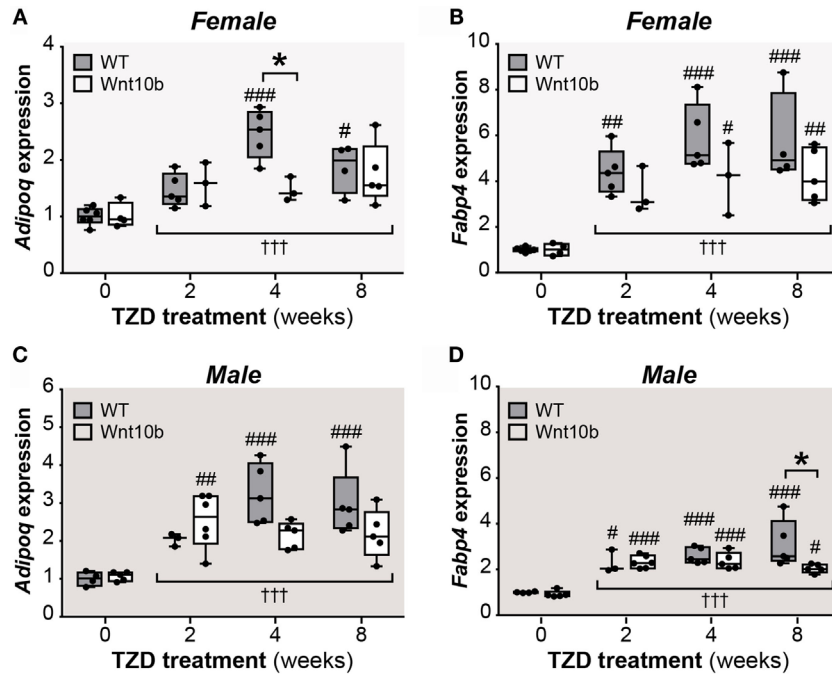 A
Female
Adipoq expression
4
3
2
1
0
WT
Wnt10b
###
*
#
†††
0 2 4 8
TZD treatment (weeks)
B
Female
Fabp4 expression
10
8
6
4
2
0
WT
Wnt10b
##
###
#
###
##
†††
0 2 4 8
TZD treatment (weeks)
C
Male
Adipoq expression
6
5
4
3
2
1
0
WT
Wnt10b
##
###
###
†††
0 2 4 8
TZD treatment (weeks)
D
Male
Fabp4 expression
10
8
6
4
2
0
WT
Wnt10b
#
###
###
###
###
*
#
†††
0 2 4 8
TZD treatment (weeks)